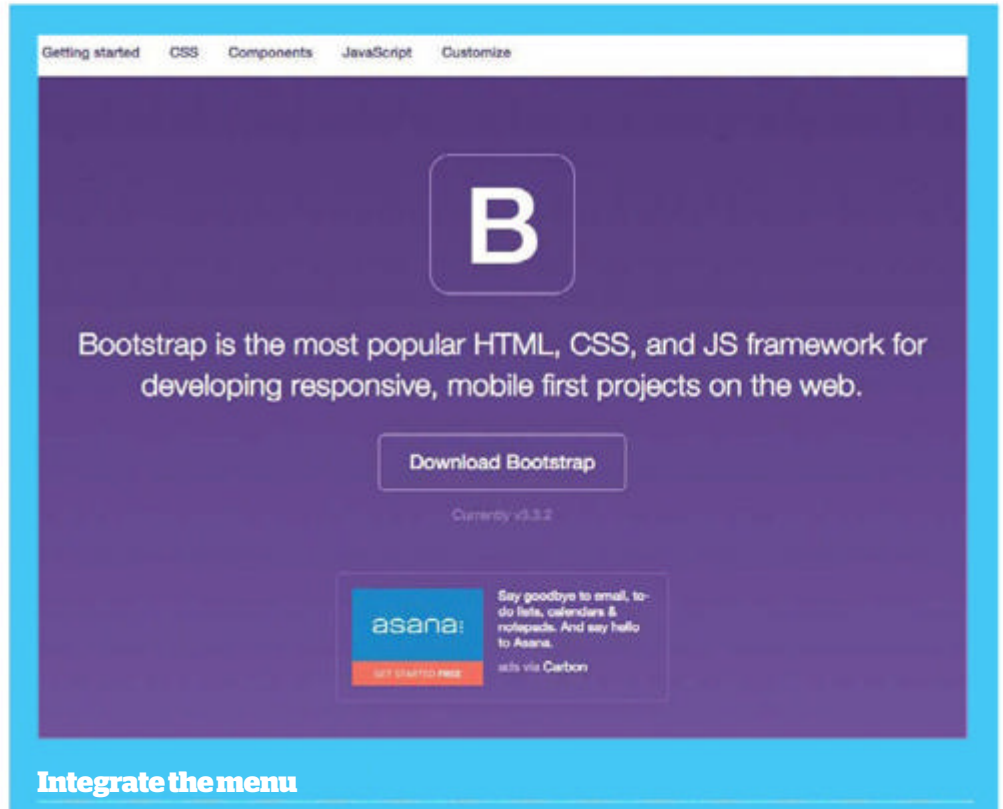 Getting started CSS Components JavaScript Customize
B
Bootstrap is the most popular HTML, CSS, and JS framework for
developing responsive, mobile first projects on the web.
Download Bootstrap
Currently v3.3.2
asana:
GET STARTED FREE
Say goodbye to email, to-
do lists, calendars &
notepads. And say hello
to Asana.
ads via Carbon
Integrate the menu